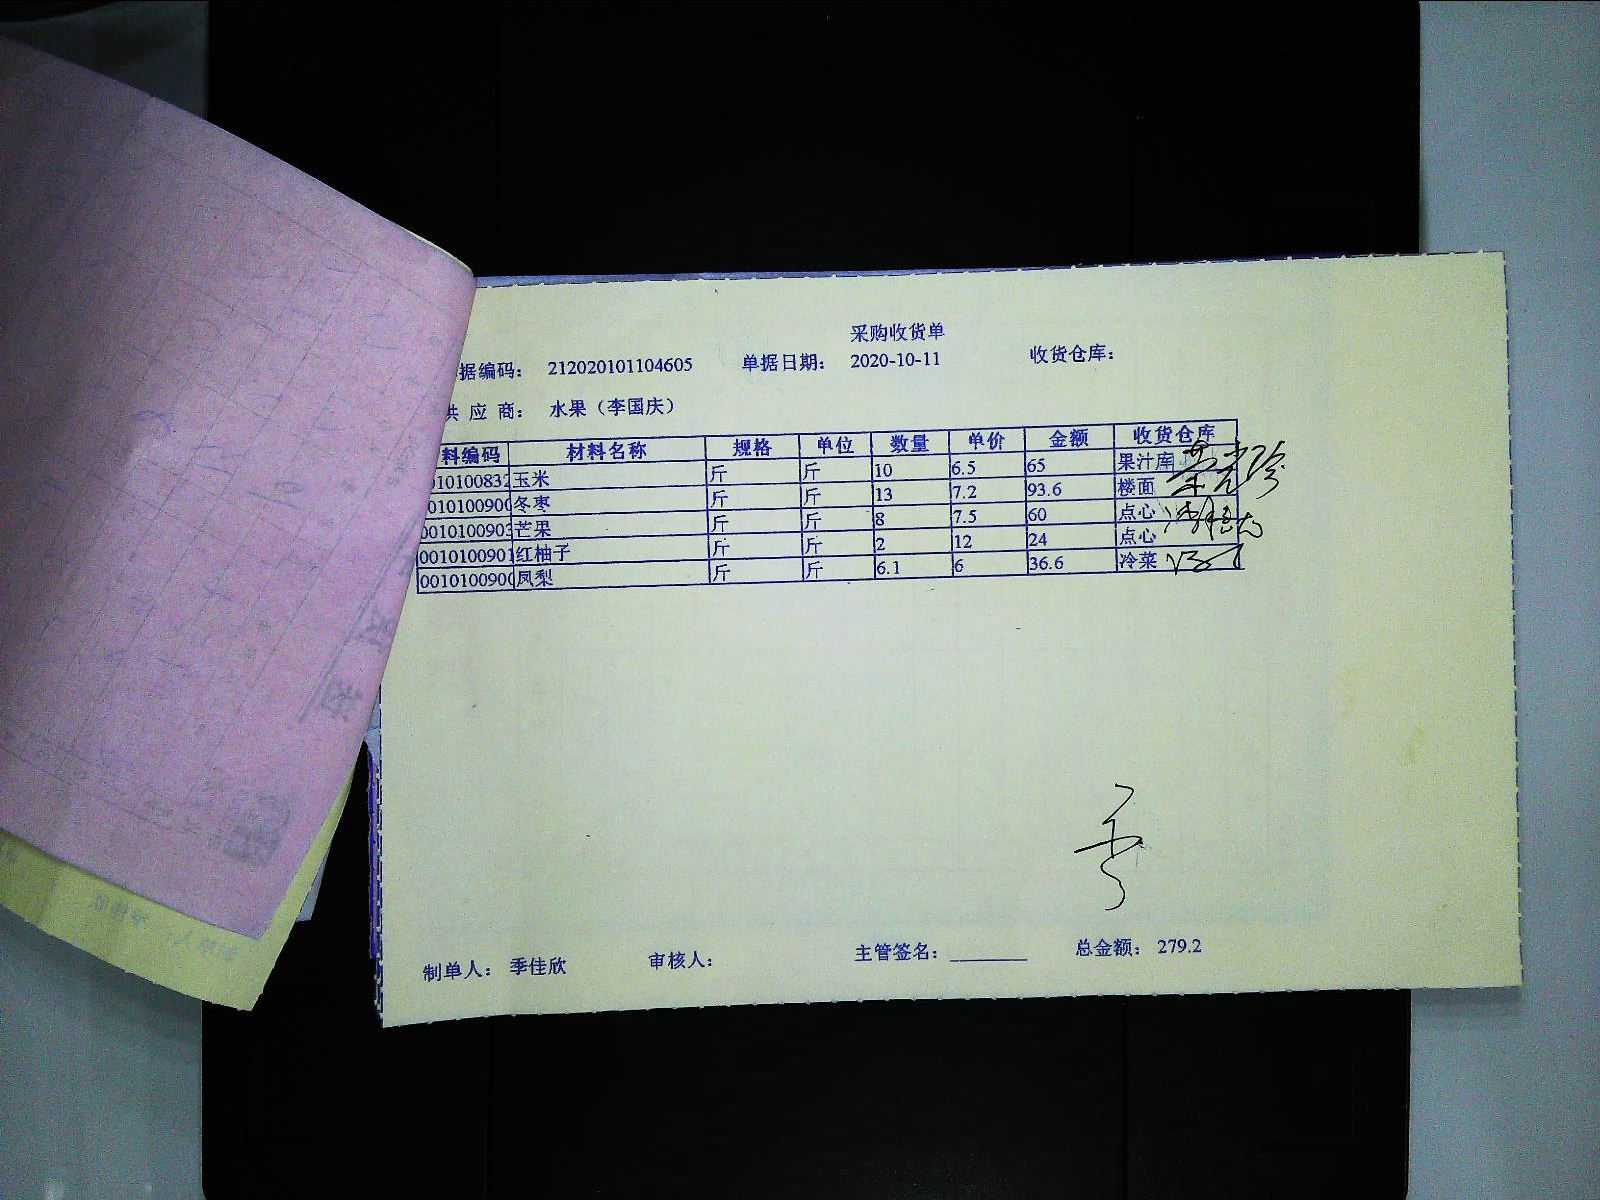 采购收货单
据编码： 212020101104605 单据日期： 2020-10-11 收货仓库：
供 应 商： 水果（李国庆）
料编码 材料名称 规格 单位 数量 单价 金额 收货仓库
010100832 玉米 斤 斤 10 6.5 65 果汁库
010100900 冬枣 斤 斤 13 7.2 93.6 楼面
0010100903 芒果 斤 斤 8 7.5 60 点心
0010100901 红柚子 斤 斤 2 12 24 点心
0010100900 凤梨 斤 斤 6.1 6 36.6 冷菜
制单人： 季佳欣 审核人： 主管签名： 总金额： 279.2